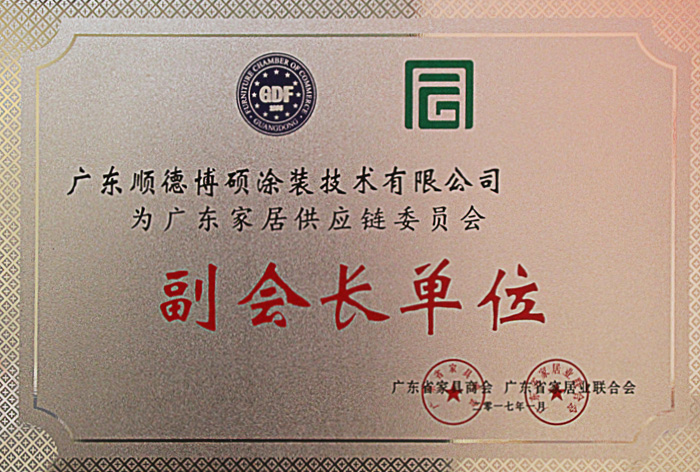 FURNITURE CHAMBER OF COMMERCE
GDF
GUANGDONG
广东顺德博硕涂装技术有限公司
为广东家居供应链委员会
副会长单位
广东省家具商会 广东省家居业联合会
二零一七年一月